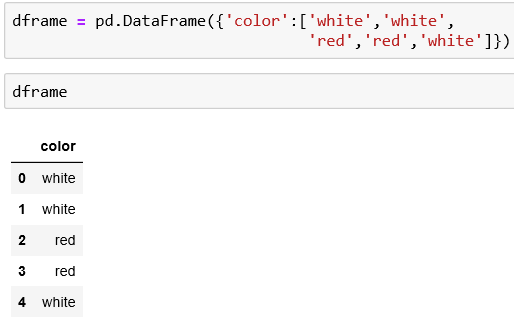 dframe = pd.DataFrame({'color':['white','white',
'red','red','white']})
dframe
color
0 white
1 white
2 red
3 red
4 white